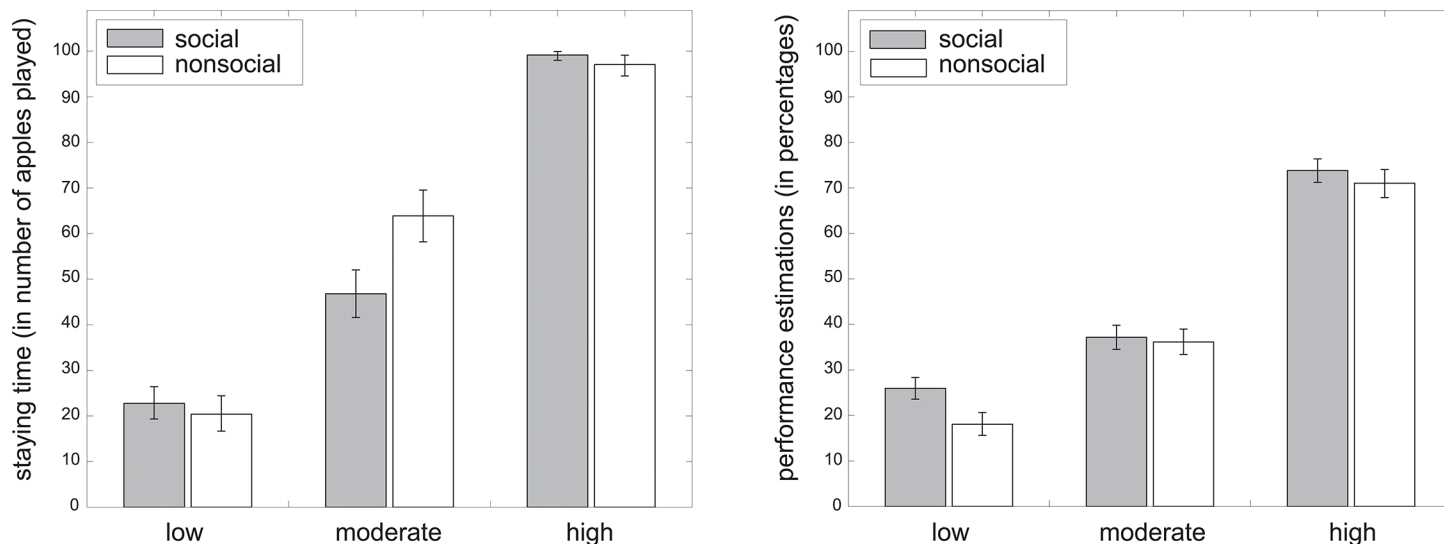 staying time (in number of apples played)
social
nonsocial
100
90
80
70
60
50
40
30
20
10
0
low moderate high
performance estimations (in percentages)
social
nonsocial
100
90
80
70
60
50
40
30
20
10
0
low moderate high